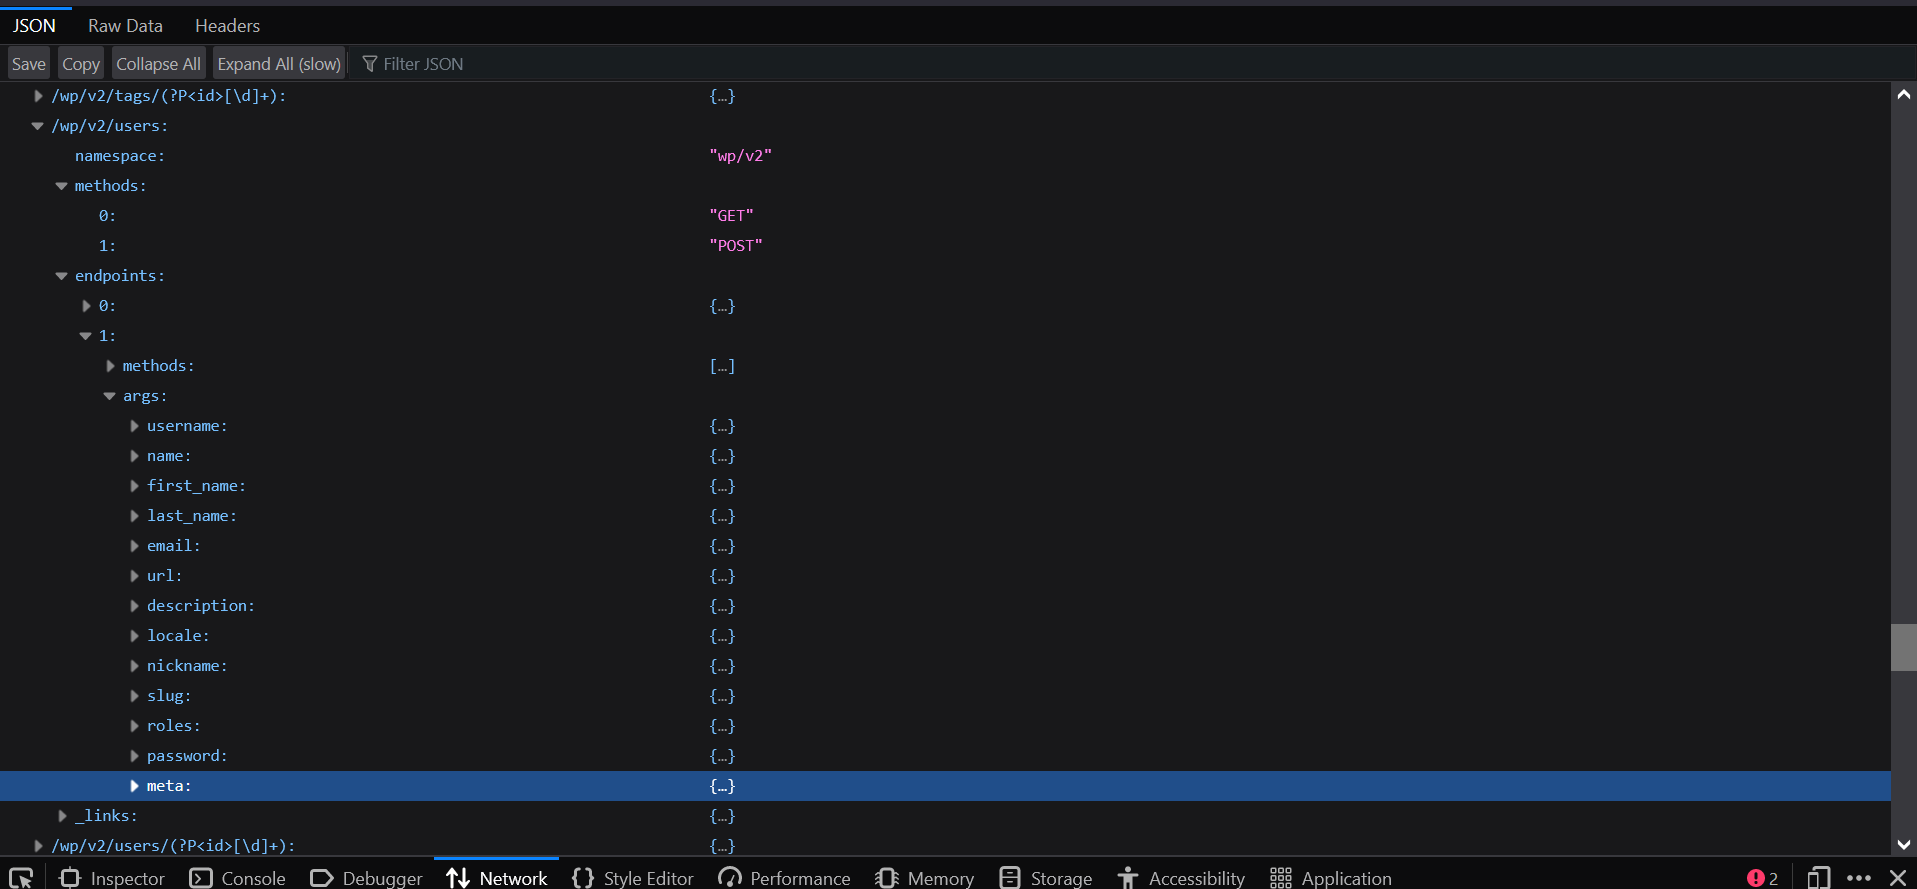 JSON Raw Data Headers
Save Copy Collapse All Expand All (slow) Filter JSON
/wp/v2/tags/(?P<id>[\d]+): {…}
/wp/v2/users:
namespace: "wp/v2"
methods:
0: "GET"
1: "POST"
endpoints:
0: {…}
1:
methods: […]
args:
username: {…}
name: {…}
first_name: {…}
last_name: {…}
email: {…}
url: {…}
description: {…}
locale: {…}
nickname: {…}
slug: {…}
roles: {…}
password: {…}
meta: {…}
_links: {…}
/wp/v2/users/(?P<id>[\d]+): {…}
Inspector Console Debugger Network Style Editor Performance Memory Storage Accessibility Application 2